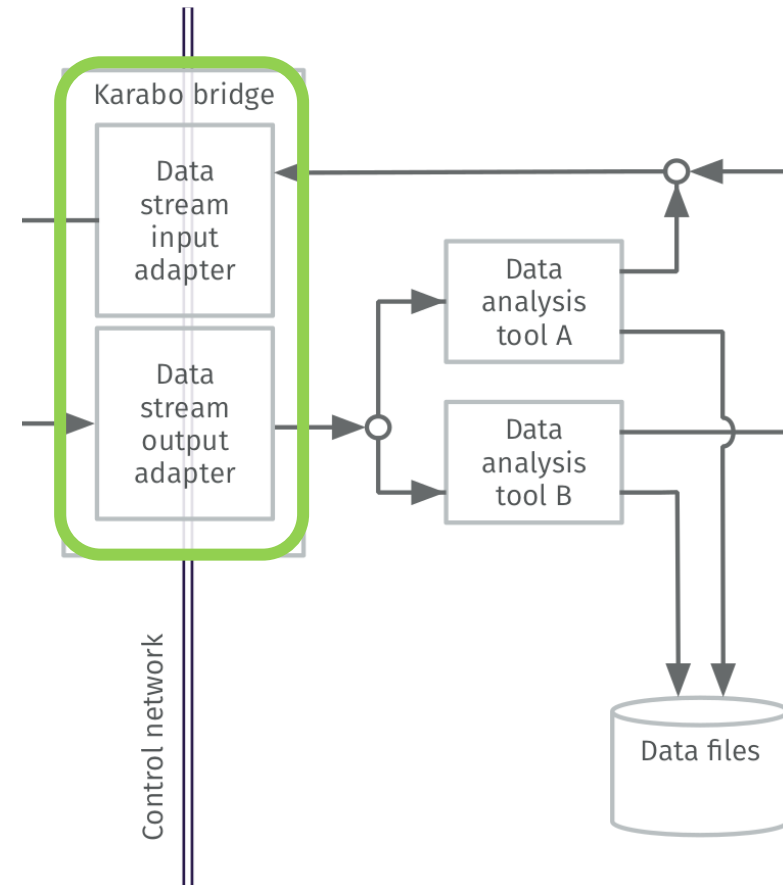 Karabo bridge
Data
stream
input
adapter
Data
stream
output
adapter
Data
analysis
tool A
Data
analysis
tool B
Data files
Control network